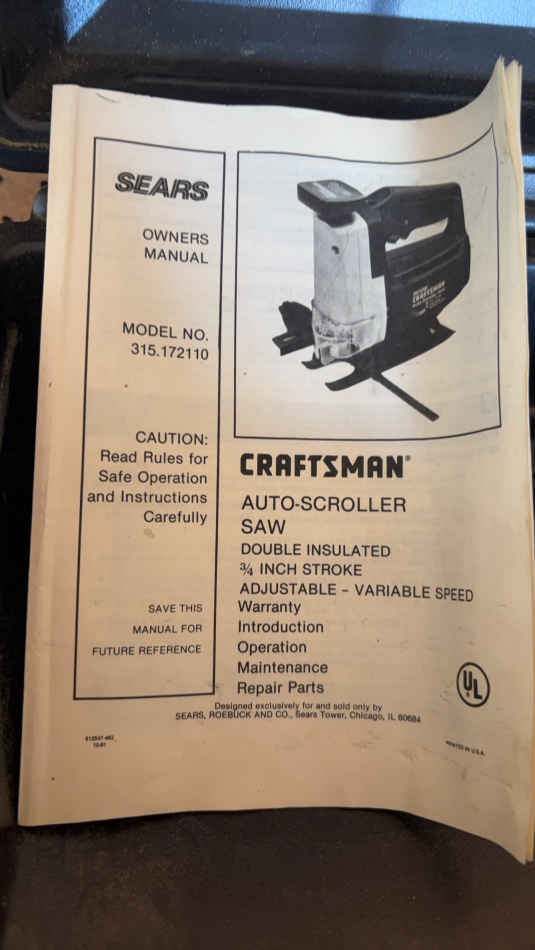 SEARS
OWNERS
MANUAL
MODEL NO.
315.172110
CAUTION:
Read Rules for
Safe Operation
and Instructions
Carefully
SAVE THIS
MANUAL FOR
FUTURE REFERENCE
CRAFTSMAN
CRAFTSMAN®
AUTO-SCROLLER
SAW
DOUBLE INSULATED
¾ INCH STROKE
ADJUSTABLE – VARIABLE SPEED
Warranty
Introduction
Operation
Maintenance
Repair Parts
UL
Designed exclusively for and sold only by
SEARS, ROEBUCK AND CO., Sears Tower, Chicago, IL 60684
PRINTED IN U.S.A.